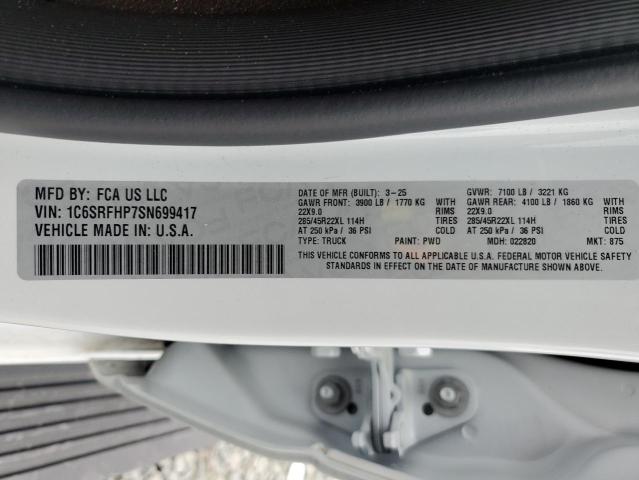 MFD BY: FCA US LLC
VIN: 1C6SRFHP7SN699417
VEHICLE MADE IN: U.S.A.
DATE OF MFR (BUILT): 3-25 GVWR: 7100 LB / 3221 KG
GAWR FRONT: 3900 LB / 1770 KG WITH GAWR REAR: 4100 LB / 1860 KG WITH
22X9.0 RIMS 22X9.0 RIMS
285/45R22XL 114H TIRES 285/45R22XL 114H TIRES
AT 250 kPa / 36 PSI COLD AT 250 kPa / 36 PSI COLD
TYPE: TRUCK PAINT: PWD MDH: 022820 MKT: 875
THIS VEHICLE CONFORMS TO ALL APPLICABLE U.S.A. FEDERAL MOTOR VEHICLE SAFETY
STANDARDS IN EFFECT ON THE DATE OF MANUFACTURE SHOWN ABOVE.